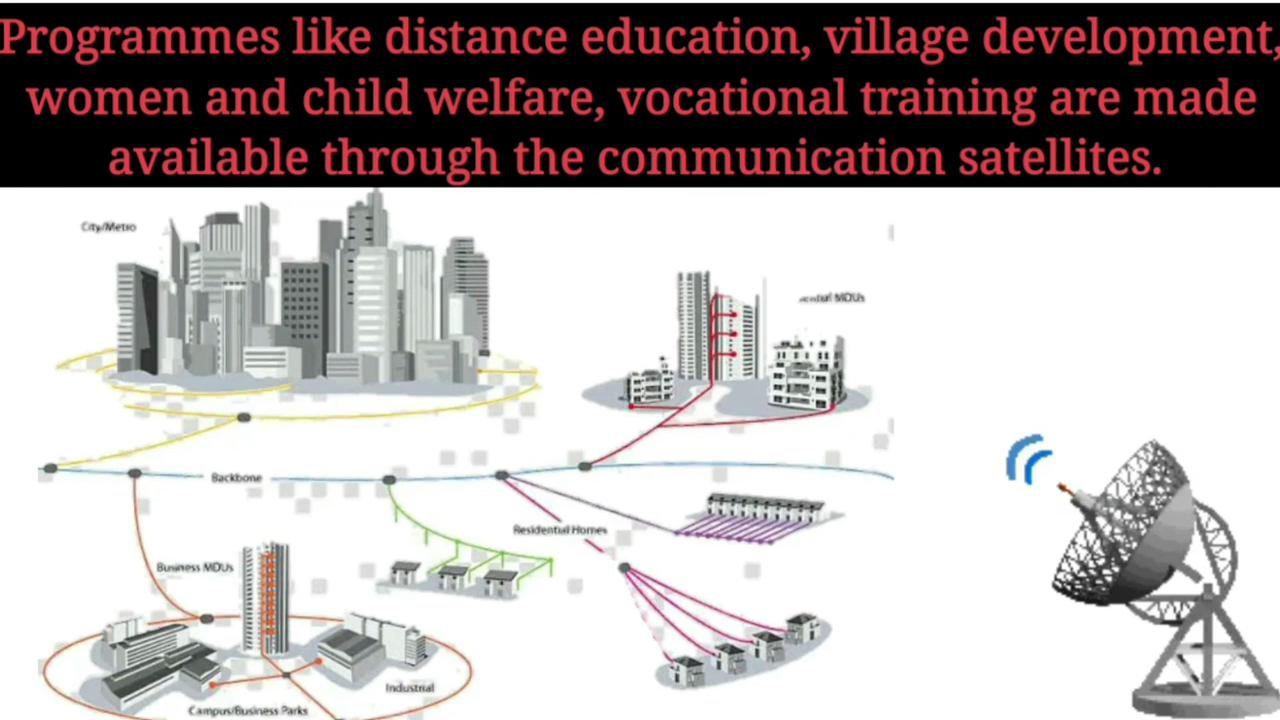 Programmes like distance education, village development,
women and child welfare, vocational training are made
available through the communication satellites.
City/Metro
MDUs
Backbone
Residential Homes
Business MDUs
Industrial
Campus/Business Parks